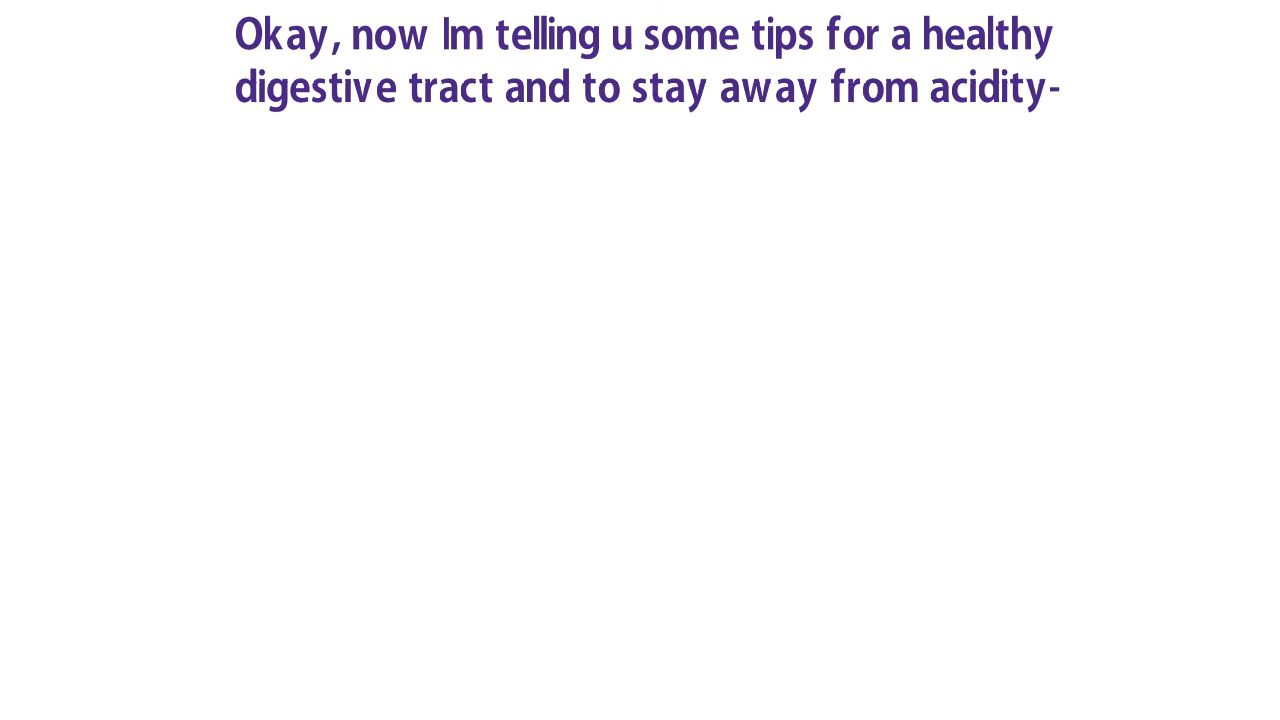 Okay, now Im telling u some tips for a healthy
digestive tract and to stay away from acidity-